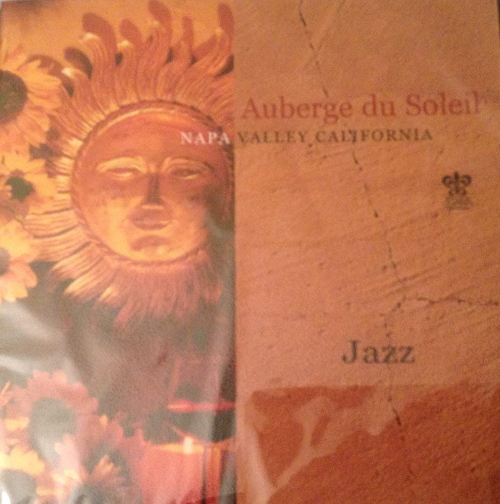 Auberge du Soleil
NAPA VALLEY CALIFORNIA
Jazz